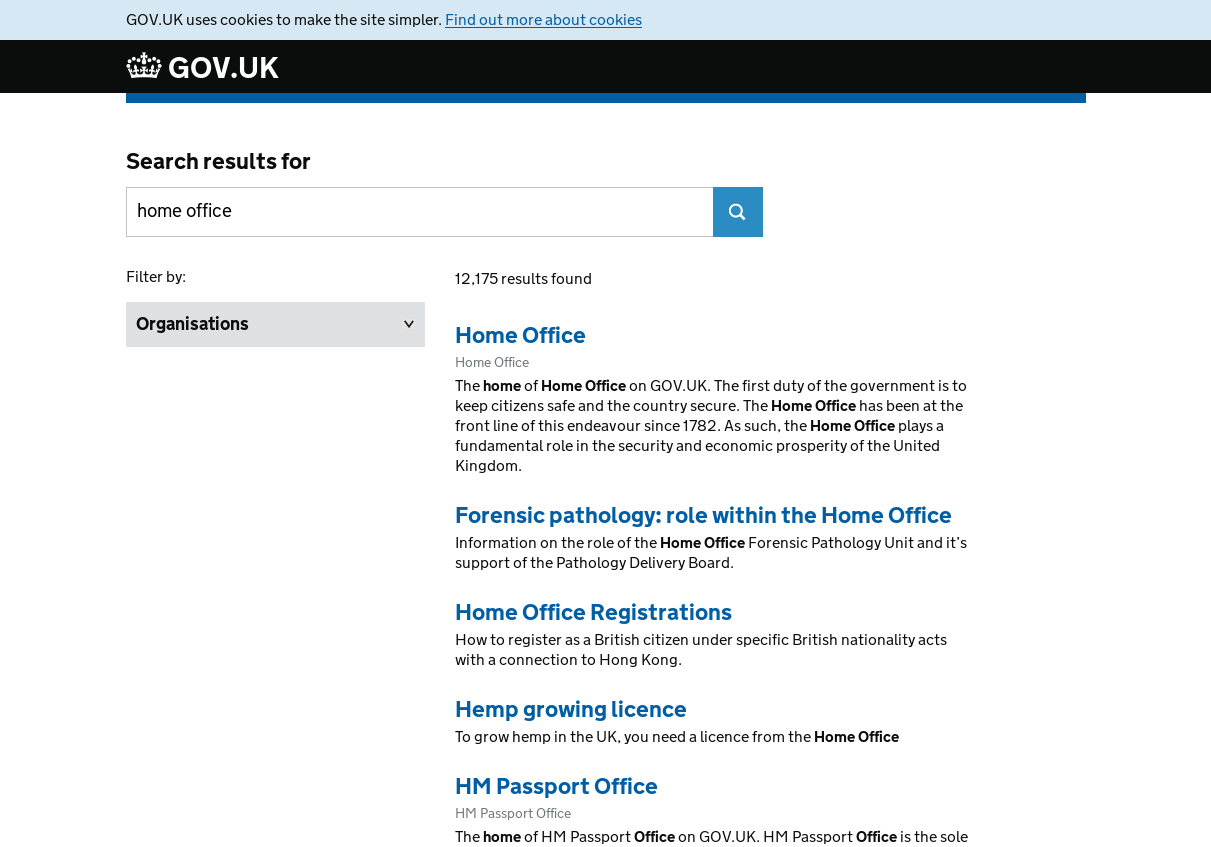 GOV.UK uses cookies to make the site simpler. Find out more about cookies
GOV.UK
Search results for
home office
Filter by:
12,175 results found
Organisations
Home Office
Home Office
The home of Home Office on GOV.UK. The first duty of the government is to
keep citizens safe and the country secure. The Home Office has been at the
front line of this endeavour since 1782. As such, the Home Office plays a
fundamental role in the security and economic prosperity of the United
Kingdom.
Forensic pathology: role within the Home Office
Information on the role of the Home Office Forensic Pathology Unit and it's
support of the Pathology Delivery Board.
Home Office Registrations
How to register as a British citizen under specific British nationality acts
with a connection to Hong Kong.
Hemp growing licence
To grow hemp in the UK, you need a licence from the Home Office
HM Passport Office
HM Passport Office
The home of HM Passport Office on GOV.UK. HM Passport Office is the sole